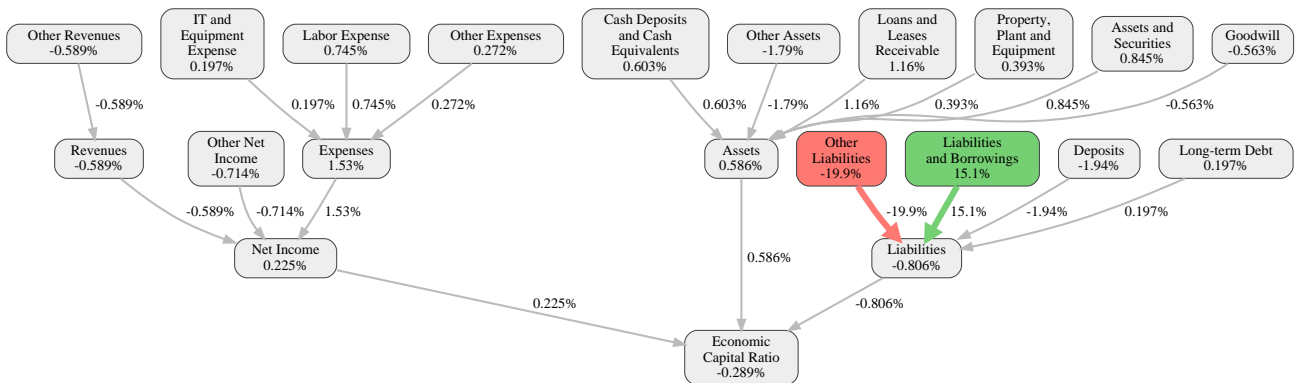 Other Revenues
-0.589%
IT and
Equipment
Expense
0.197%
Labor Expense
0.745%
Other Expenses
0.272%
Cash Deposits
and Cash
Equivalents
0.603%
Other Assets
-1.79%
Loans and
Leases
Receivable
1.16%
Property,
Plant and
Equipment
0.393%
Assets and
Securities
0.845%
Goodwill
-0.563%
-0.589%
0.197%
0.745%
0.272%
0.603%
-1.79%
1.16%
0.393%
0.845%
-0.563%
Revenues
-0.589%
Other Net
Income
-0.714%
Expenses
1.53%
Assets
0.586%
Other
Liabilities
-19.9%
Liabilities
and Borrowings
15.1%
Deposits
-1.94%
Long-term Debt
0.197%
-0.589%
-0.714%
1.53%
0.586%
-19.9%
15.1%
-1.94%
0.197%
Net Income
0.225%
Liabilities
-0.806%
0.225%
-0.806%
Economic
Capital Ratio
-0.289%